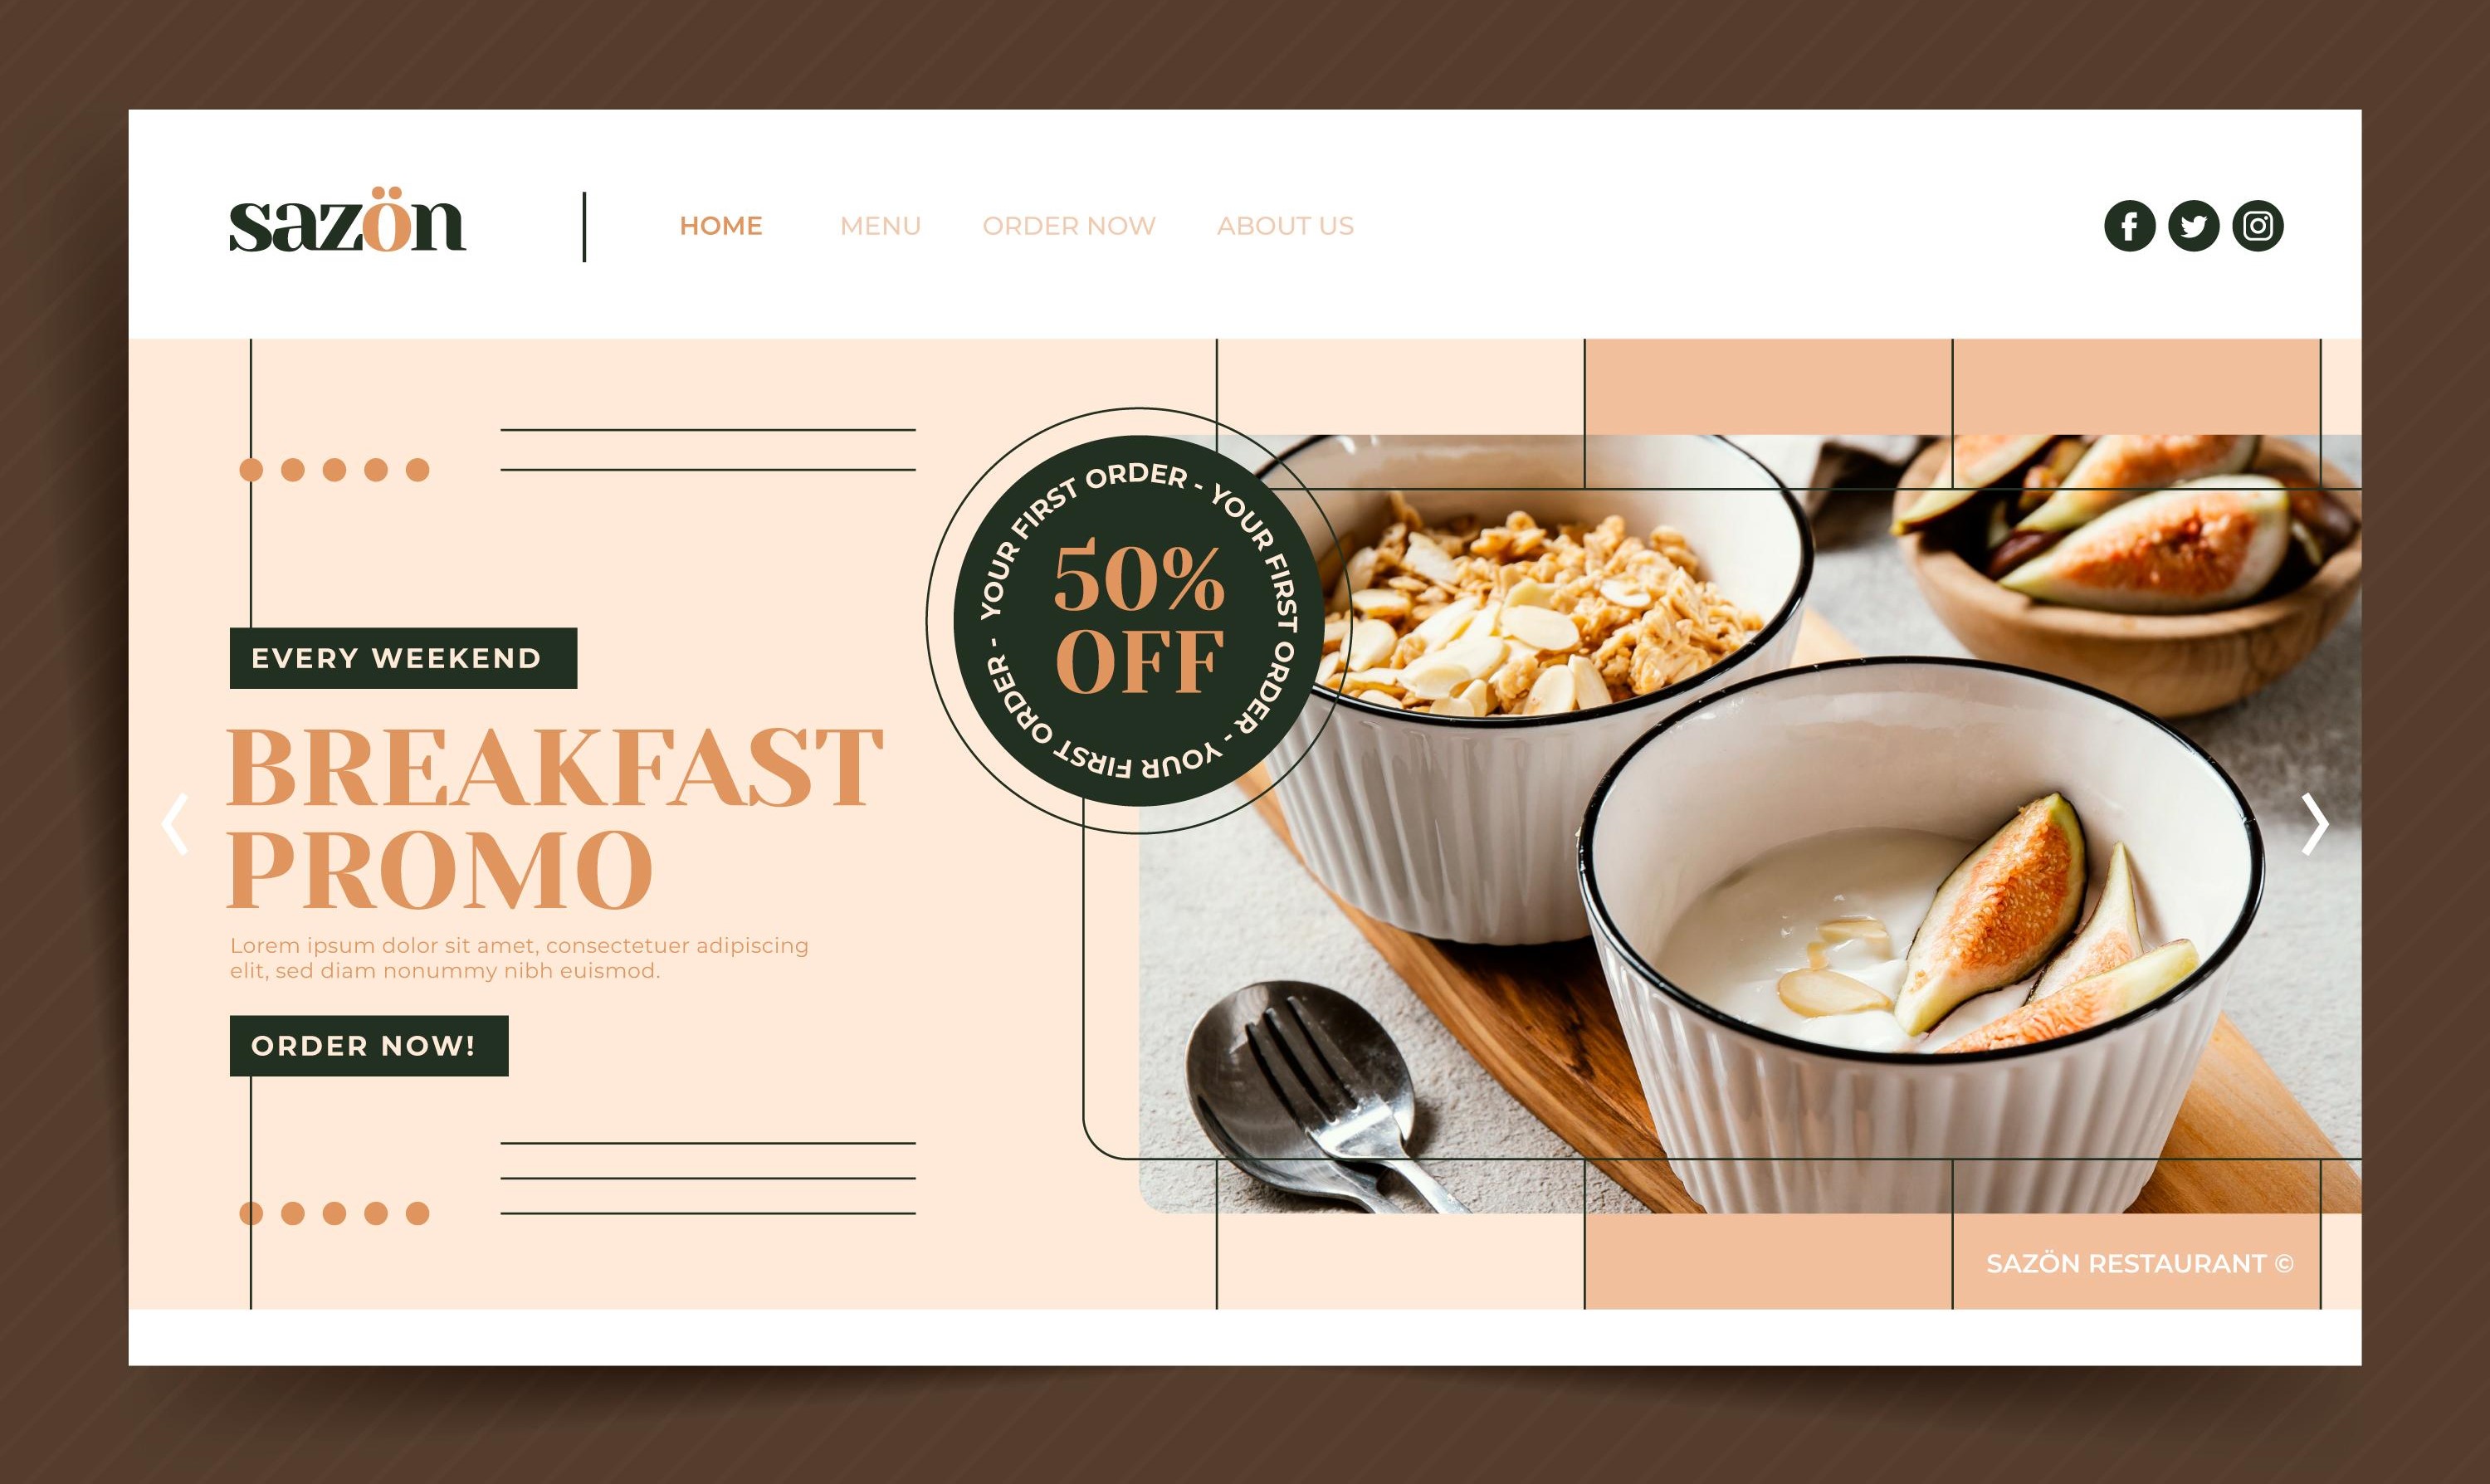 sazön
HOME
MENU
ORDER NOW
ABOUT US
YOUR FIRST ORDER - YOUR FIRST ORDER - YOUR FIRST ORDER -
50%
OFF
EVERY WEEKEND
BREAKFAST
PROMO
Lorem ipsum dolor sit amet, consectetuer adipiscing
elit, sed diam nonummy nibh euismod.
ORDER NOW!
SAZÖN RESTAURANT ©